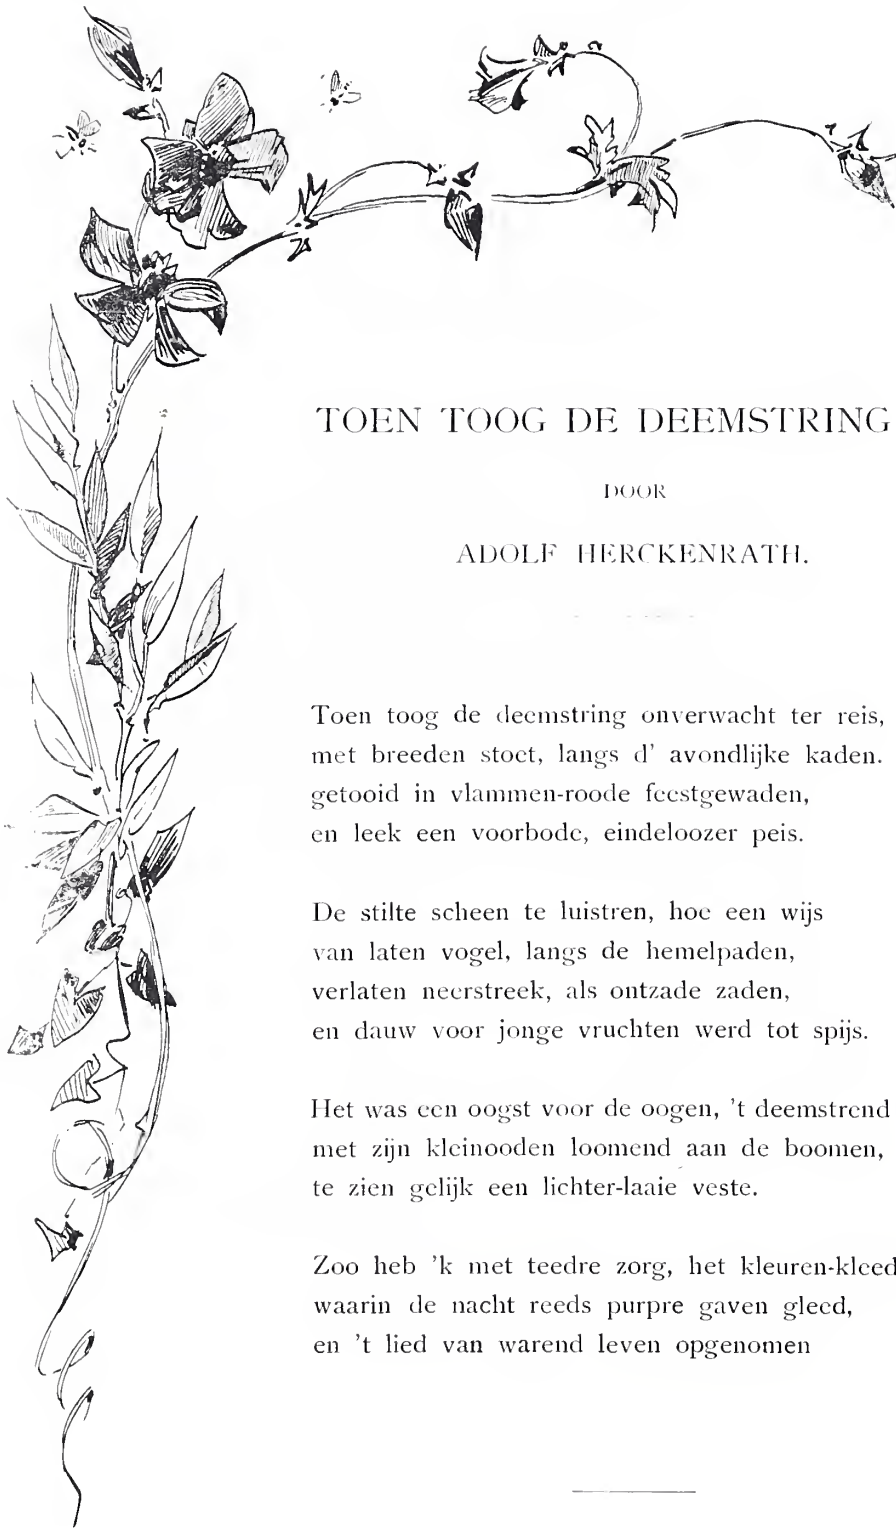 TOEN TOOG DE DEEMSTRING
DOOR
ADOLF HERCKENRATH.
Toen toog de deemstring onverwacht ter reis,
met breeden stoet, langs d' avondlijke kaden.
getooid in vlammen-roode feestgewaden,
en leek een voorbode, eindeloozer peis.
De stilte scheen te luistren, hoe een wijs
van laten vogel, langs de hemelpaden,
verlaten neerstreek, als ontzade zaden,
en dauw voor jonge vruchten werd tot spijs.
Het was een oogst voor de oogen, 't deemstrend
met zijn kleinooden loomend aan de boomen,
te zien gelijk een lichter-laaie veste.
Zoo heb 'k met teedre zorg, het kleuren-kleed
waarin de nacht reeds purpre gaven gleed,
en 't lied van warend leven opgenomen